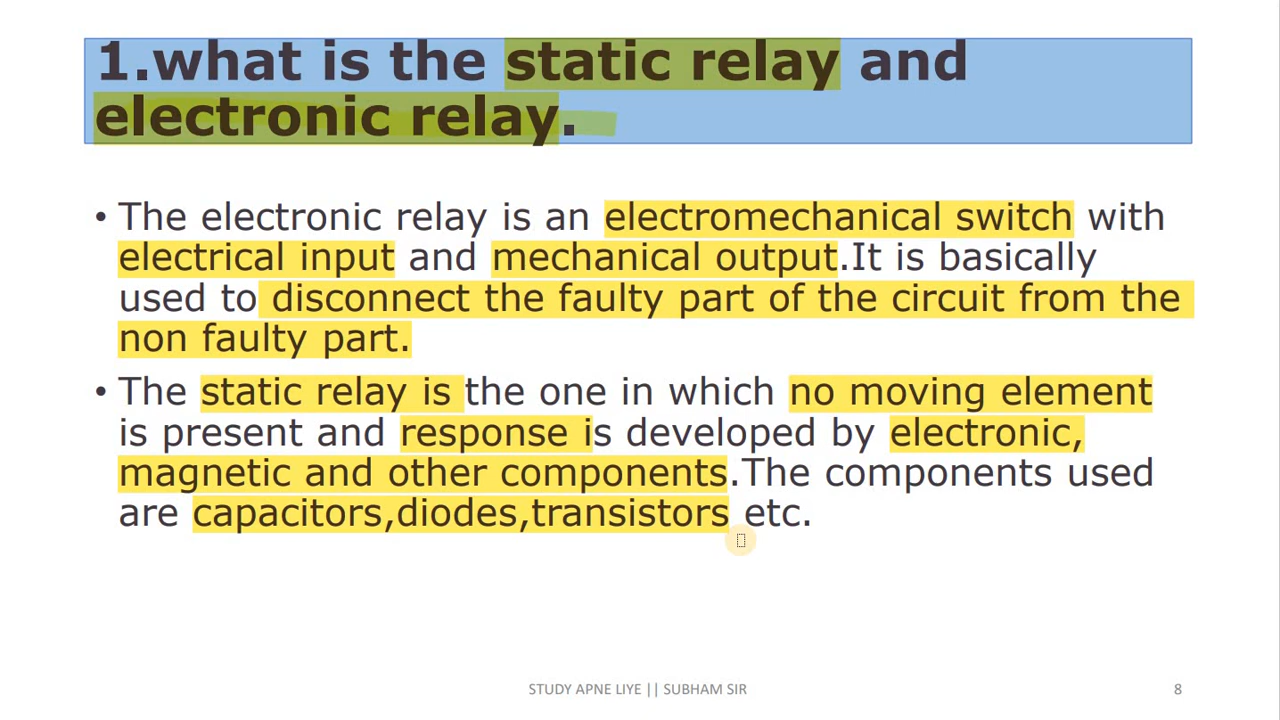 1.what is the static relay and
electronic relay.
• The electronic relay is an electromechanical switch with
electrical input and mechanical output.It is basically
used to disconnect the faulty part of the circuit from the
non faulty part.
• The static relay is the one in which no moving element
is present and response is developed by electronic,
magnetic and other components.The components used
are capacitors,diodes,transistors etc.
STUDY APNE LIYE || SUBHAM SIR
8